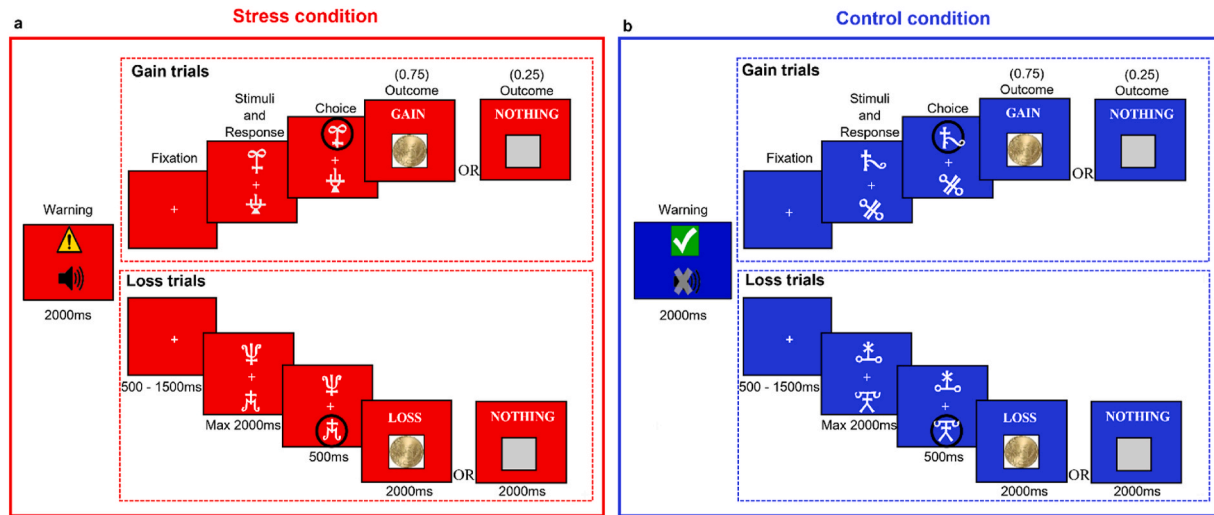 a
Stress condition
Gain trials
Fixation
Stimuli
and
Response
Choice
(0.75)
Outcome
GAIN
OR
(0.25)
Outcome
NOTHING
Warning
2000ms
Loss trials
500 - 1500ms
Max 2000ms
500ms
LOSS
2000ms
OR
NOTHING
2000ms
b
Control condition
Gain trials
Fixation
Stimuli
and
Response
Choice
(0.75)
Outcome
GAIN
OR
(0.25)
Outcome
NOTHING
Warning
2000ms
Loss trials
500 - 1500ms
Max 2000ms
500ms
LOSS
2000ms
OR
NOTHING
2000ms